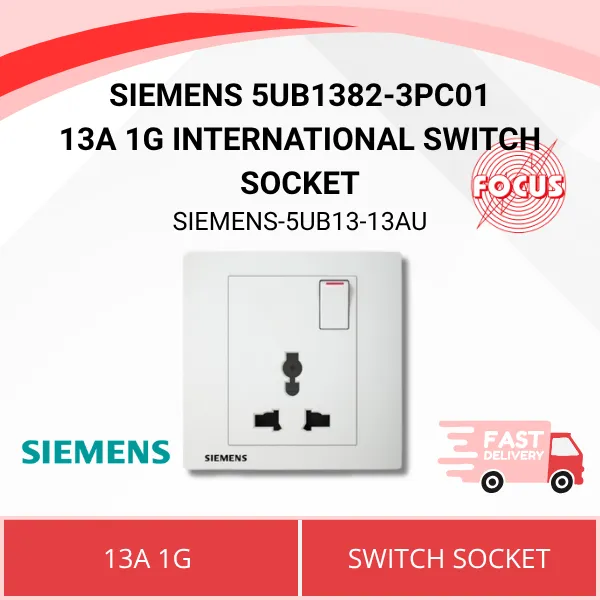 SIEMENS 5UB1382-3PC01
13A 1G INTERNATIONAL SWITCH
SOCKET
FOCUS
SIEMENS-5UB13-13AU
SIEMENS
SIEMENS
FAST
DELIVERY
13A 1G
SWITCH SOCKET